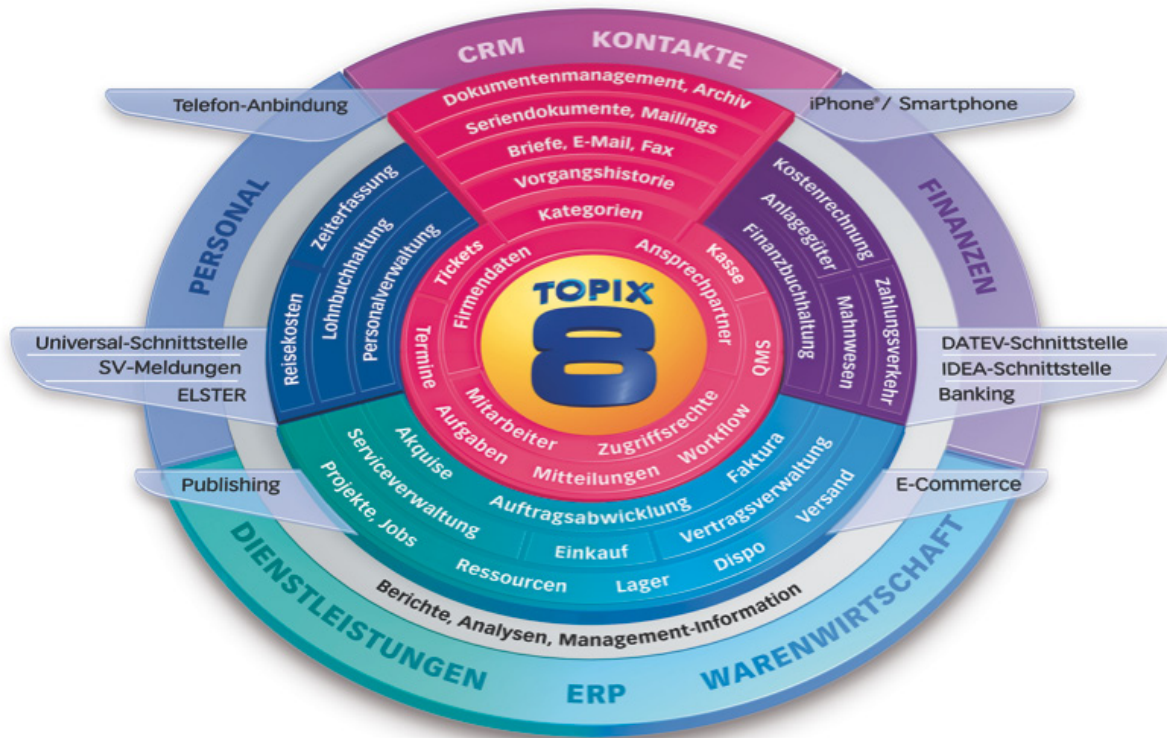 CRM KONTAKTE
Dokumentenmanagement, Archiv
Seriendokumente, Mailings
Briefe, E-Mail, Fax
Vorgangshistorie
Kategorien
Telefon-Anbindung
iPhone®/ Smartphone
PERSONAL
Zeiterfassung
Reisekosten
Lohnbuchhaltung
Personalverwaltung
FINANZEN
Kostenrechnung
Zahlungsverkehr
Anlagegüter
Mahnwesen
Finanzbuchhaltung
Tickets
Kasse
Firmendaten
Ansprechpartner
TOPIX
8
Termine
QMS
Mitarbeiter
Zugriffsrechte
Aufgaben
Mitteilungen
Workflow
Universal-Schnittstelle
SV-Meldungen
ELSTER
DATEV-Schnittstelle
IDEA-Schnittstelle
Banking
Publishing
E-Commerce
Akquise
Auftragsabwicklung
Faktura
Serviceverwaltung
Einkauf
Vertragsverwaltung
Projekte, Jobs
Ressourcen
Lager
Dispo
Versand
Berichte, Analysen, Management-Information
DIENSTLEISTUNGEN
ERP
WARENWIRTSCHAFT